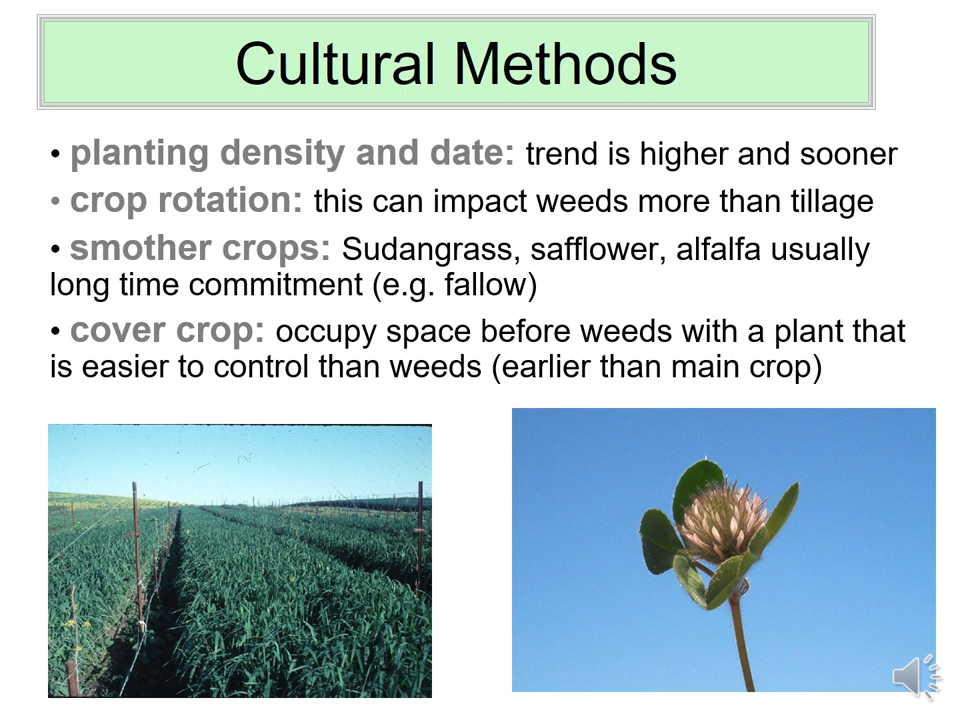 Cultural Methods
• planting density and date: trend is higher and sooner
• crop rotation: this can impact weeds more than tillage
• smother crops: Sudangrass, safflower, alfalfa usually
long time commitment (e.g. fallow)
• cover crop: occupy space before weeds with a plant that
is easier to control than weeds (earlier than main crop)